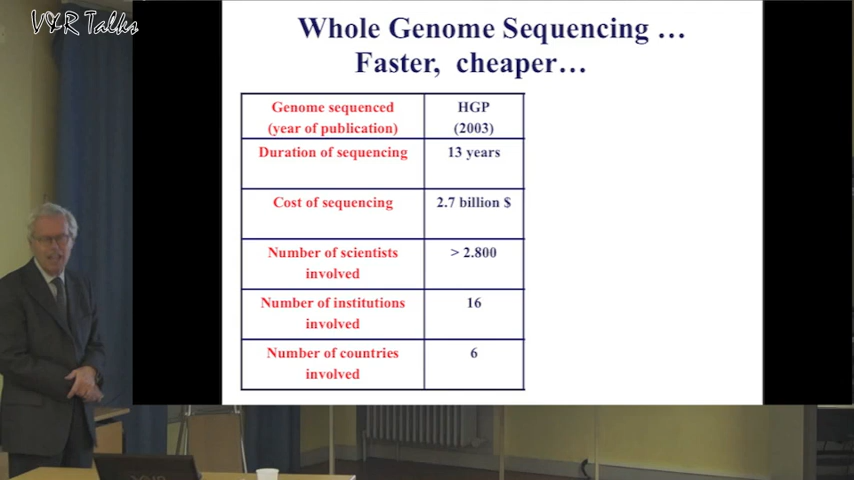 V&R Talks
Whole Genome Sequencing …
Faster, cheaper…
Genome sequenced
(year of publication)
HGP
(2003)
Duration of sequencing
13 years
Cost of sequencing
2.7 billion $
Number of scientists
involved
> 2.800
Number of institutions
involved
16
Number of countries
involved
6